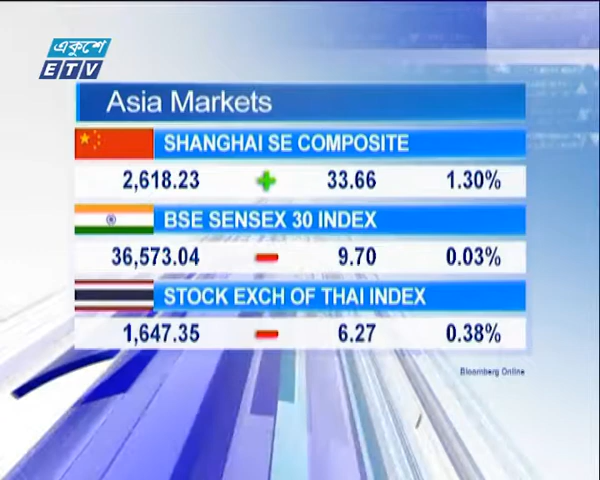 একুশে
ETV
Asia Markets
SHANGHAI SE COMPOSITE
2,618.23 + 33.66 1.30%
BSE SENSEX 30 INDEX
36,573.04 - 9.70 0.03%
STOCK EXCH OF THAI INDEX
1,647.35 - 6.27 0.38%
Bloomberg Online